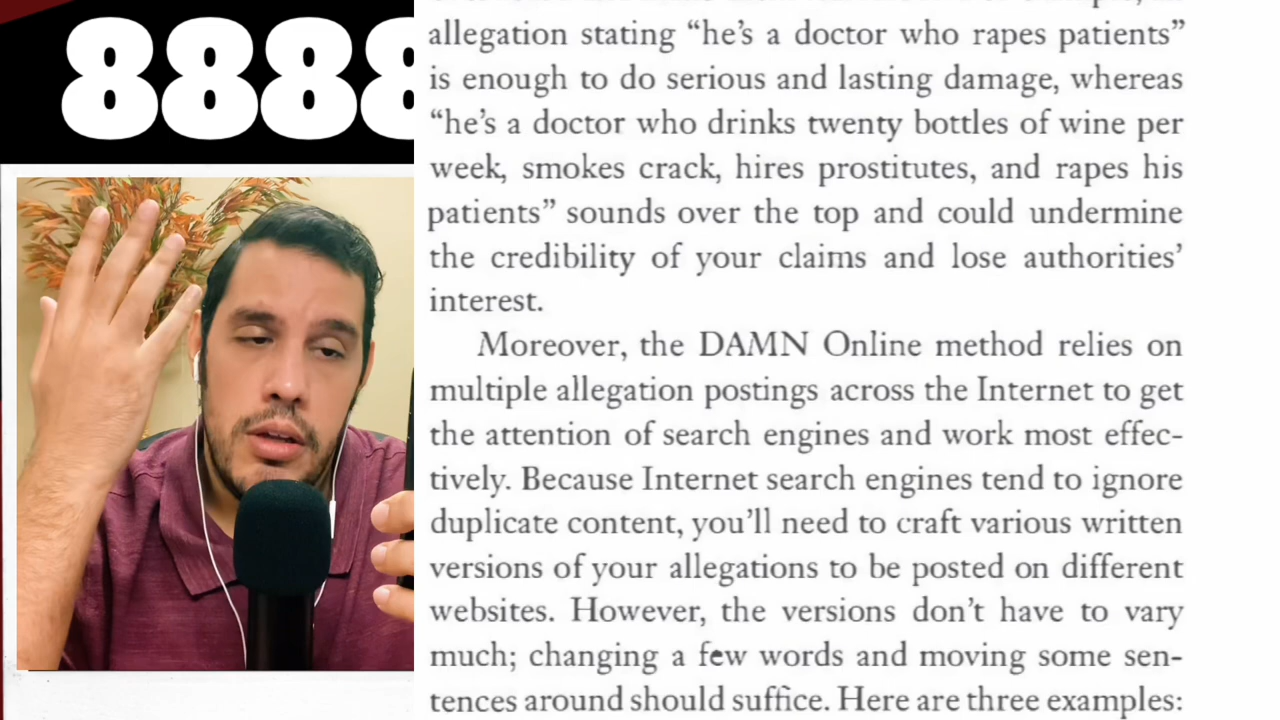 8888
allegation stating “he’s a doctor who rapes patients”
is enough to do serious and lasting damage, whereas
“he’s a doctor who drinks twenty bottles of wine per
week, smokes crack, hires prostitutes, and rapes his
patients” sounds over the top and could undermine
the credibility of your claims and lose authorities’
interest.
Moreover, the DAMN Online method relies on
multiple allegation postings across the Internet to get
the attention of search engines and work most effec-
tively. Because Internet search engines tend to ignore
duplicate content, you’ll need to craft various written
versions of your allegations to be posted on different
websites. However, the versions don’t have to vary
much; changing a few words and moving some sen-
tences around should suffice. Here are three examples: